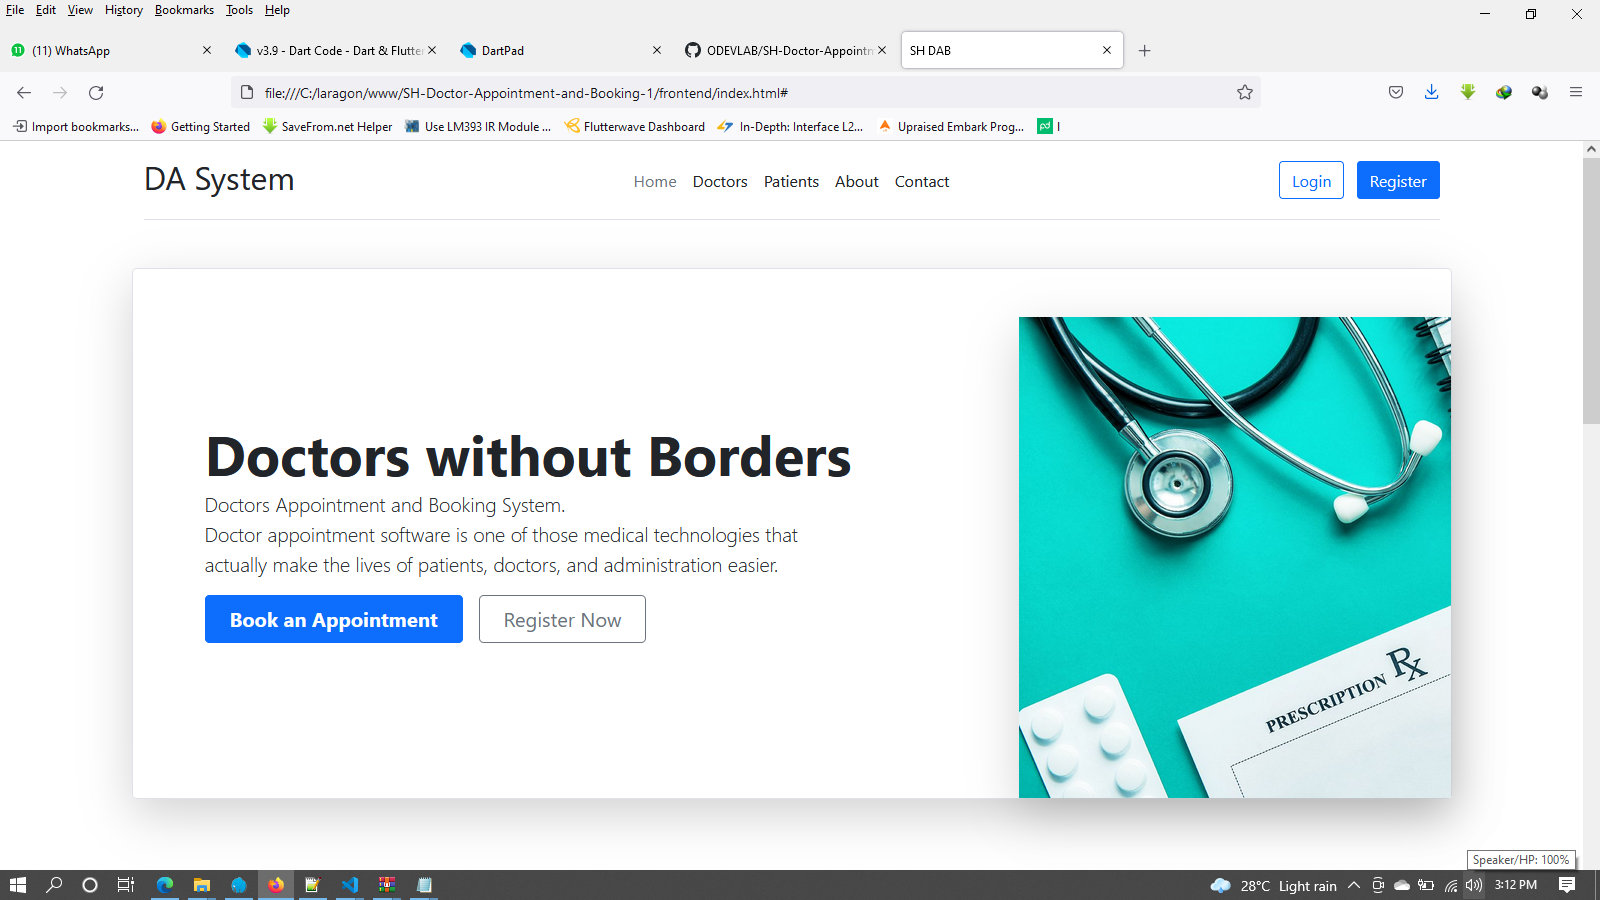 File Edit View History Bookmarks Tools Help
11 (11) WhatsApp
v3.9 - Dart Code - Dart & Flutte
DartPad
ODEVLAB/SH-Doctor-Appointm
SH DAB
file:///C:/laragon/www/SH-Doctor-Appointment-and-Booking-1/frontend/index.html#
Import bookmarks... Getting Started SaveFrom.net Helper Use LM393 IR Module ... Flutterwave Dashboard In-Depth: Interface L2... Upraised Embark Prog... pd I
DA System
Home Doctors Patients About Contact
Login Register
Doctors without Borders
Doctors Appointment and Booking System.
Doctor appointment software is one of those medical technologies that
actually make the lives of patients, doctors, and administration easier.
Book an Appointment Register Now
PRESCRIPTION Rx
Speaker/HP: 100%
28°C Light rain 3:12 PM